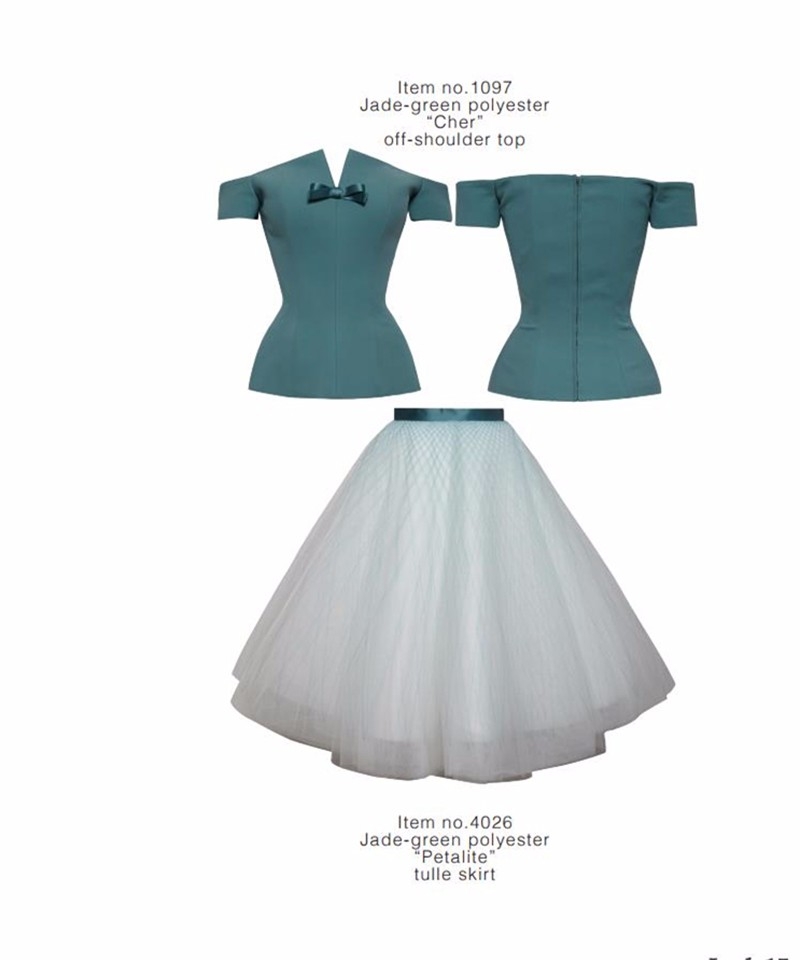 Item no.1097
Jade-green polyester
“Cher”
off-shoulder top
Item no.4026
Jade-green polyester
“Petalite”
tulle skirt